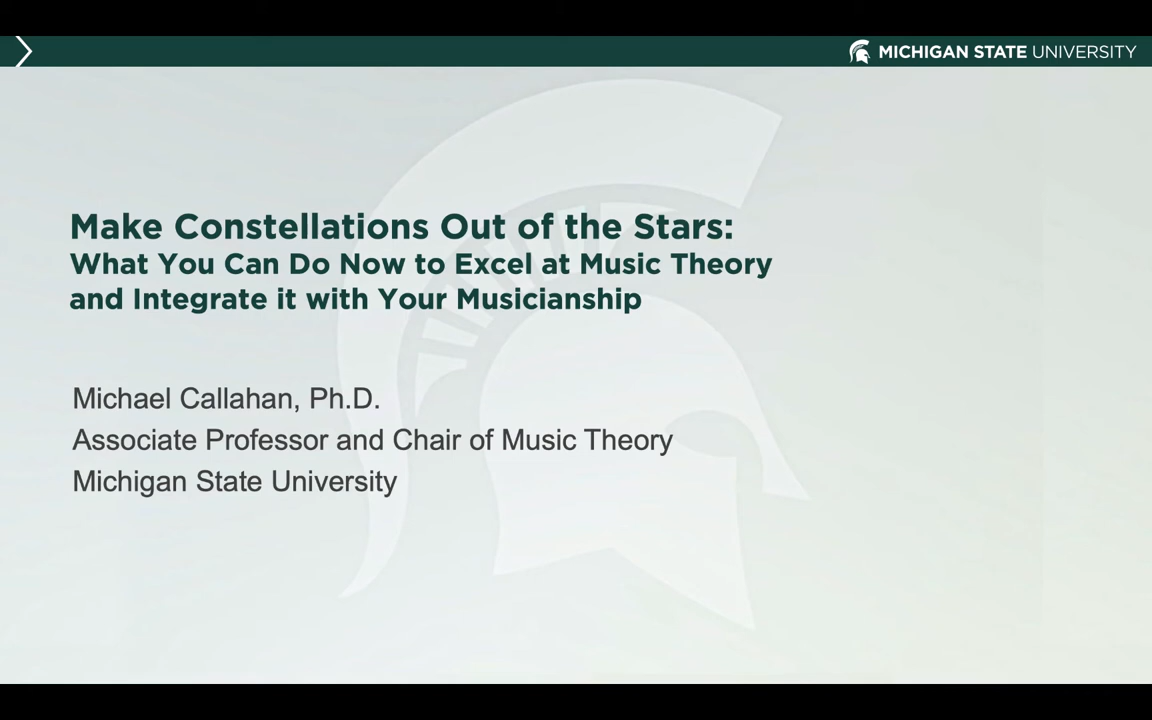 MICHIGAN STATE UNIVERSITY
Make Constellations Out of the Stars:
What You Can Do Now to Excel at Music Theory
and Integrate it with Your Musicianship
Michael Callahan, Ph.D.
Associate Professor and Chair of Music Theory
Michigan State University